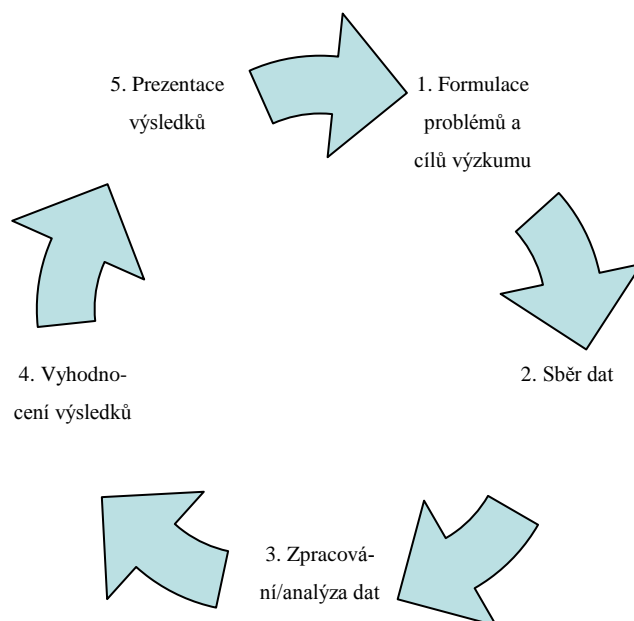 1. Formulace
problémů a
cílů výzkumu
2. Sběr dat
3. Zpracová-
ní/analýza dat
4. Vyhodno-
cení výsledků
5. Prezentace
výsledků